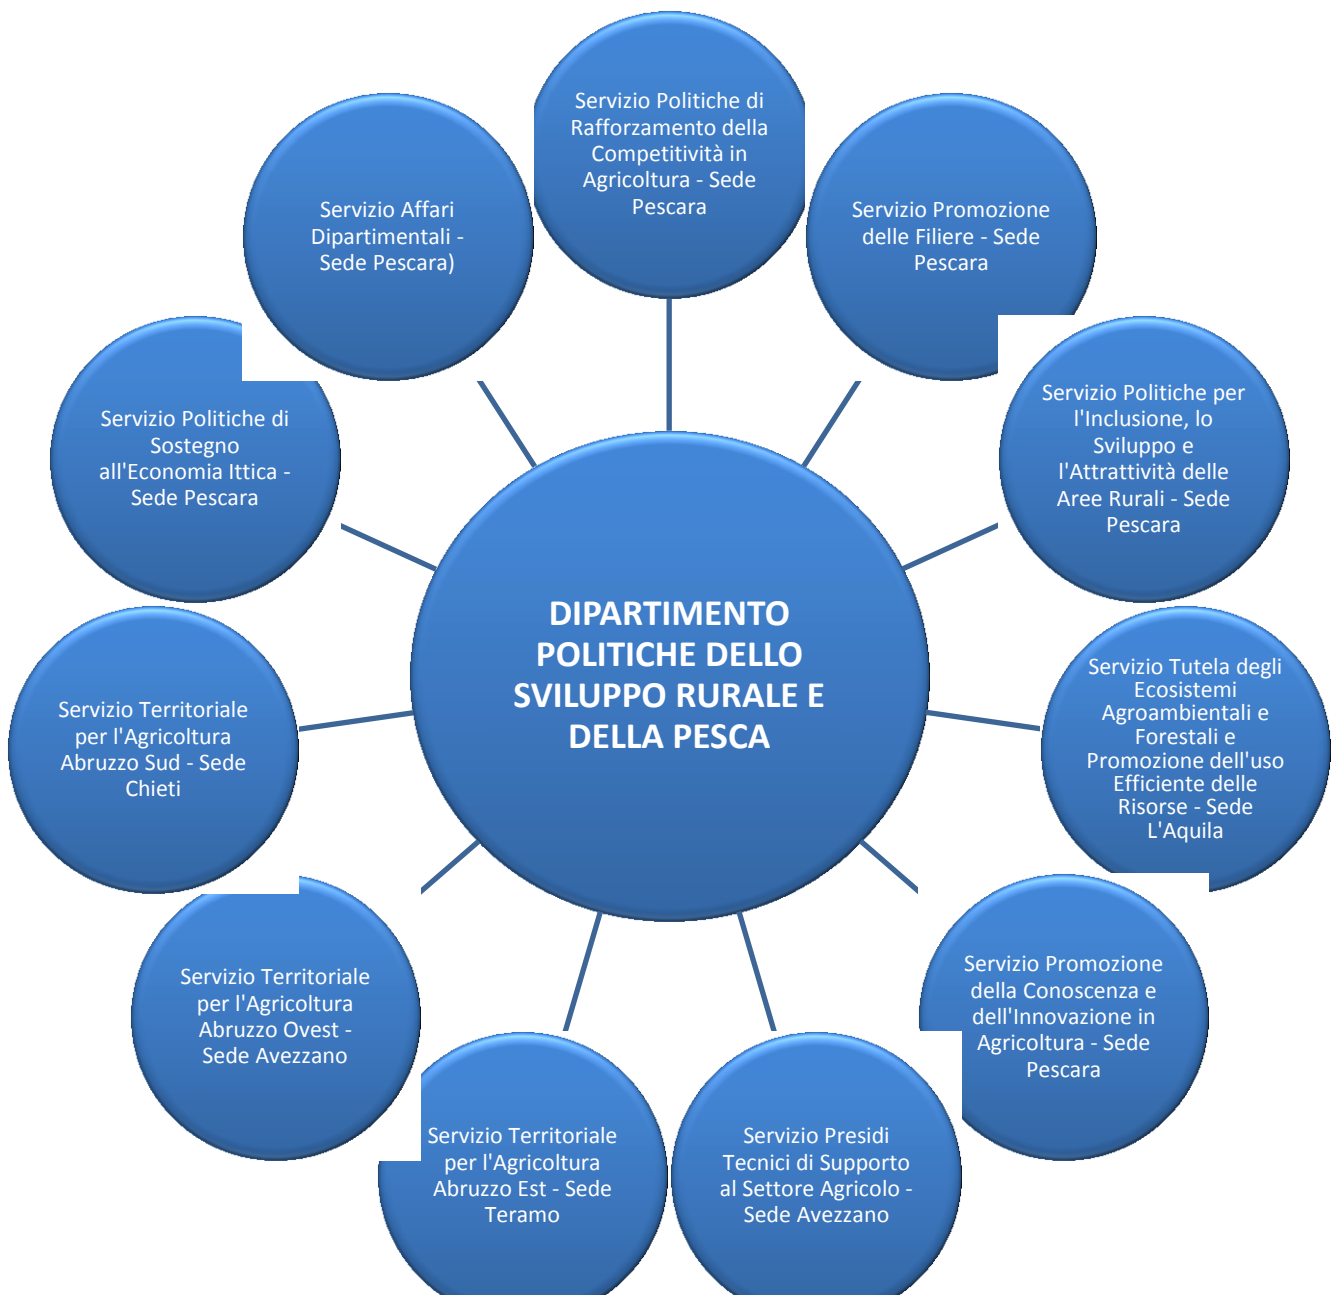 Servizio Politiche di
Rafforzamento della
Competitività in
Agricoltura - Sede
Pescara
Servizio Promozione
delle Filiere - Sede
Pescara
Servizio Politiche per
l'Inclusione, lo
Sviluppo e
l'Attrattività delle
Aree Rurali - Sede
Pescara
Servizio Tutela degli
Ecosistemi
Agroambientali e
Forestali e
Promozione dell'uso
Efficiente delle
Risorse - Sede
L'Aquila
Servizio Promozione
della Conoscenza e
dell'Innovazione in
Agricoltura - Sede
Pescara
Servizio Presidi
Tecnici di Supporto
al Settore Agricolo -
Sede Avezzano
Servizio Territoriale
per l'Agricoltura
Abruzzo Est - Sede
Teramo
Servizio Territoriale
per l'Agricoltura
Abruzzo Ovest -
Sede Avezzano
Servizio Territoriale
per l'Agricoltura
Abruzzo Sud - Sede
Chieti
Servizio Politiche di
Sostegno
all'Economia Ittica -
Sede Pescara
Servizio Affari
Dipartimentali -
Sede Pescara)
DIPARTIMENTO
POLITICHE DELLO
SVILUPPO RURALE E
DELLA PESCA